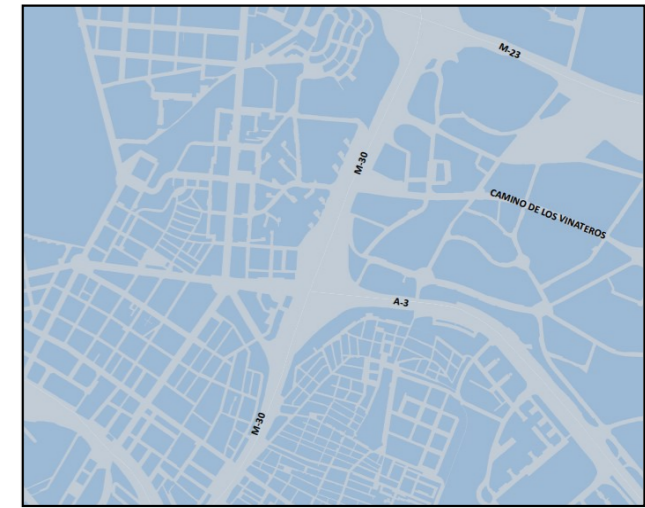 M-23
M-30
CAMINO DE LOS VINATEROS
A-3
M-30